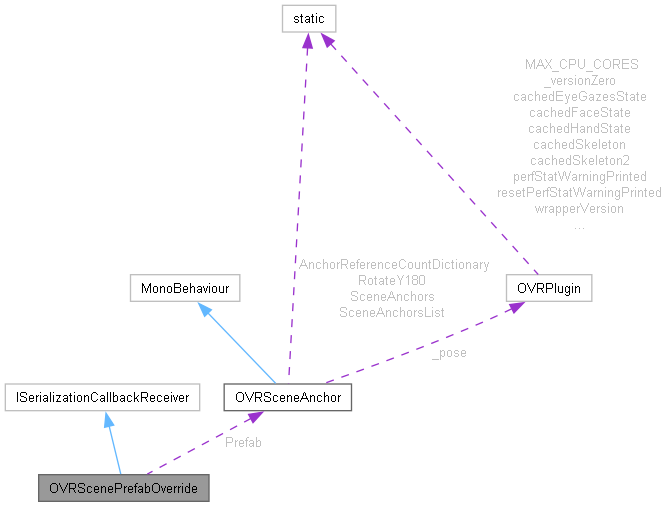 static
MAX_CPU_CORES
_versionZero
cachedEyeGazesState
cachedFaceState
cachedHandState
cachedSkeleton
cachedSkeleton2
perfStatWarningPrinted
resetPerfStatWarningPrinted
wrapperVersion
...
AnchorReferenceCountDictionary
RotateY180
SceneAnchors
SceneAnchorsList
MonoBehaviour
OVRPlugin
_pose
ISerializationCallbackReceiver
OVRSceneAnchor
Prefab
OVRScenePrefabOverride